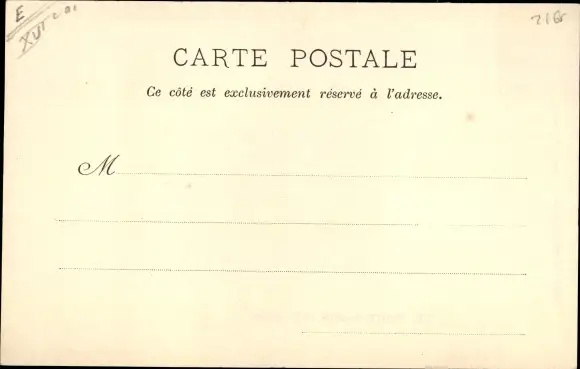 E
CARTE POSTALE
Ce côté est exclusivement réservé à l'adresse.
M